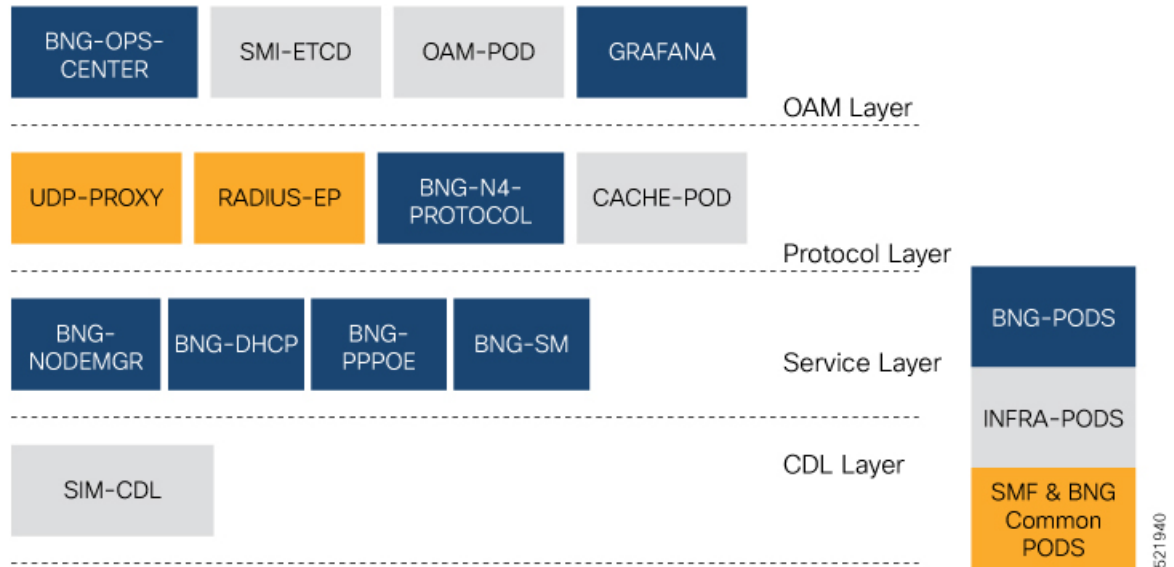 BNG-OPS-
CENTER
SMI-ETCD
OAM-POD
GRAFANA
OAM Layer
UDP-PROXY
RADIUS-EP
BNG-N4-
PROTOCOL
CACHE-POD
Protocol Layer
BNG-
NODEMGR
BNG-DHCP
BNG-
PPPOE
BNG-SM
Service Layer
SIM-CDL
CDL Layer
BNG-PODS
INFRA-PODS
SMF & BNG
Common
PODS
521940